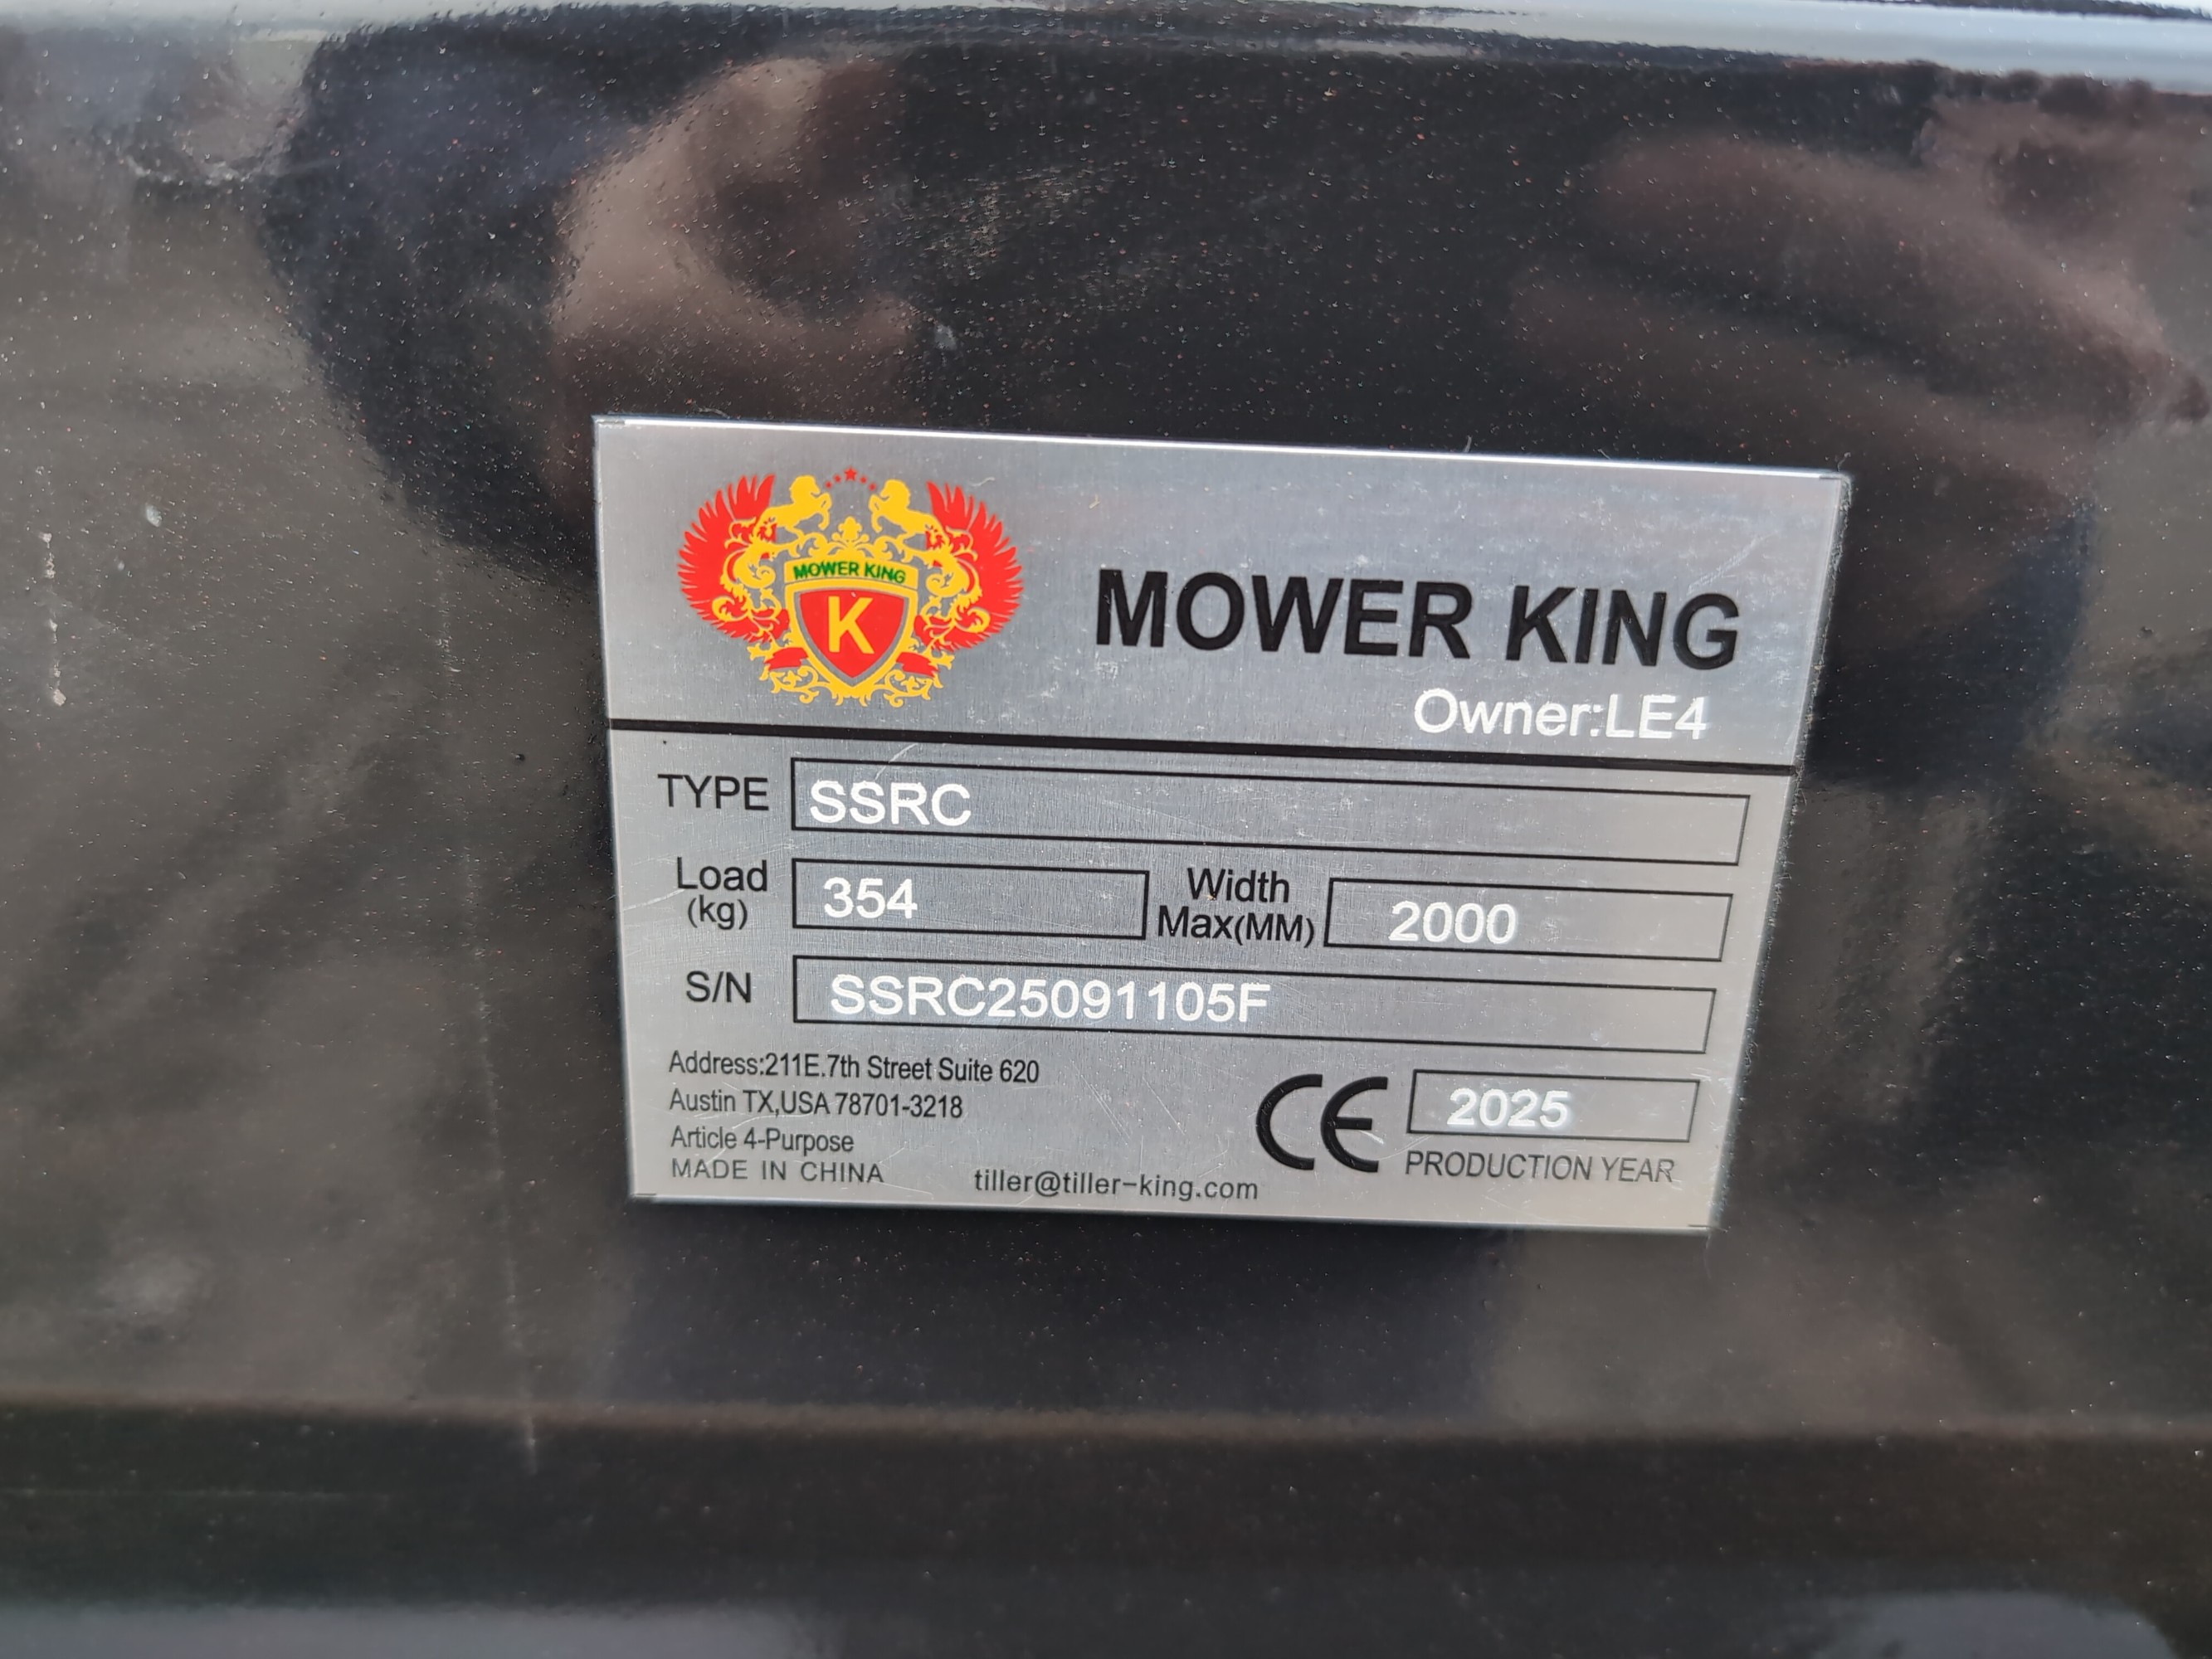 MOWER KING
K
MOWER KING
Owner:LE4
TYPE SSRC
Load (kg) 354 Width Max(MM) 2000
S/N SSRC25091105F
Address:211E.7th Street Suite 620
Austin TX,USA 78701-3218
Article 4-Purpose
MADE IN CHINA
tiller@tiller-king.com
CE 2025
PRODUCTION YEAR